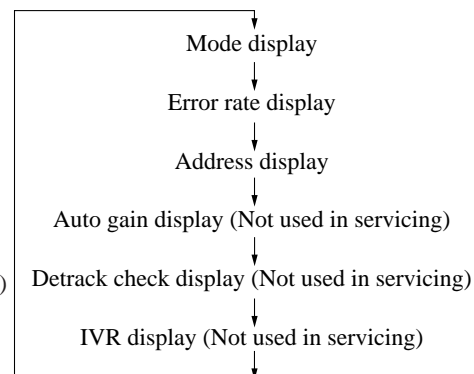 Mode display
Error rate display
Address display
Auto gain display (Not used in servicing)
)
Detrack check display (Not used in servicing)
IVR display (Not used in servicing)